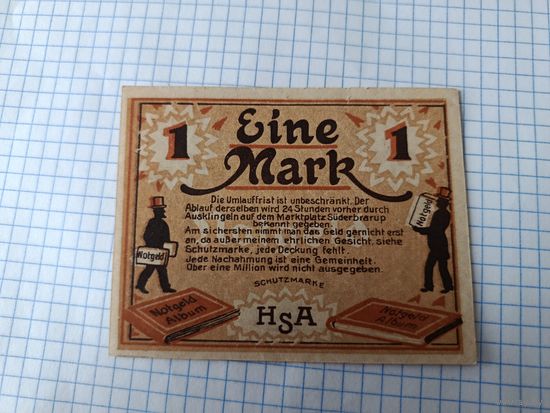 1 Eine 1
Mark
Die Umlauffrist ist unbeschränkt. Der
Ablauf derselben wird 24 Stunden vorher durch
Ausklingeln auf dem Marktplatz Süderbrarup
bekannt gegeben.
Am sichersten nimmt man das Geld garnicht erst
an, da außer meinem ehrlichen Gesicht, siehe
Schutzmarke, jede Deckung fehlt.
Jede Nachahmung ist eine Gemeinheit.
Über eine Million wird nicht ausgegeben.
SCHUTZMARKE
HSA
Notgeld
Notgeld
Notgeld
Album
Notgeld
Album